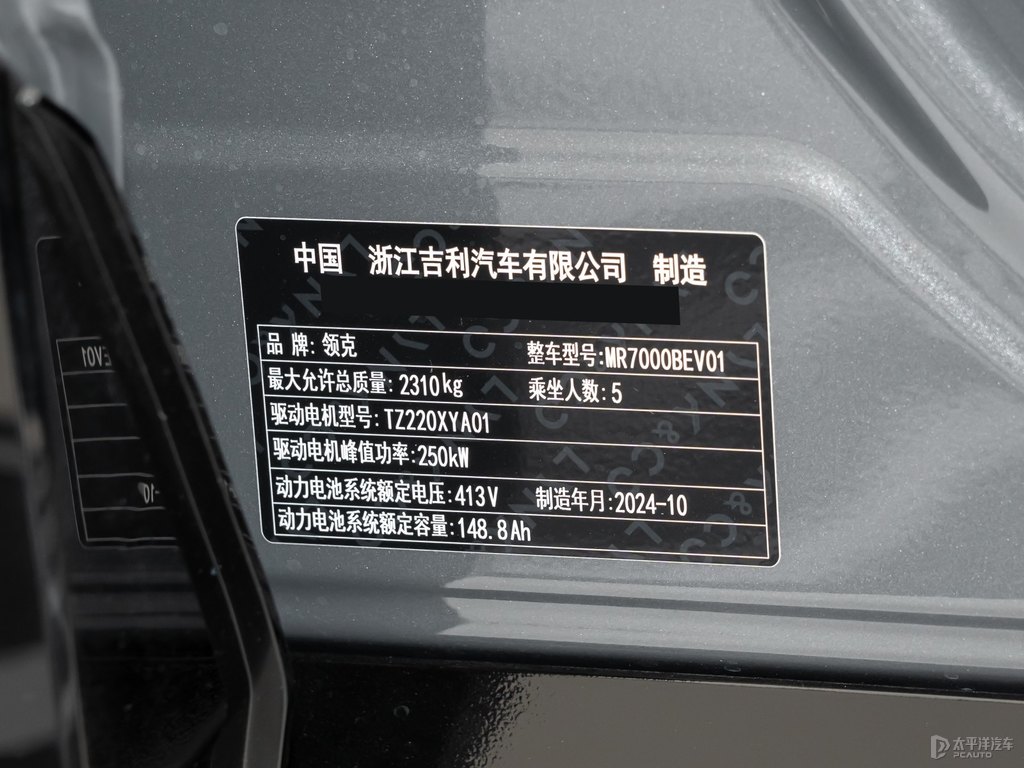 中国 浙江吉利汽车有限公司 制造
品 牌: 领克 整车型号:MR7000BEV01
最大允许总质量: 2310kg 乘坐人数: 5
驱动电机型号: TZ220XYA01
驱动电机峰值功率:250kW
动力电池系统额定电压:413V 制造年月:2024-10
动力电池系统额定容量:148.8Ah
太平洋汽车
PCAUTO